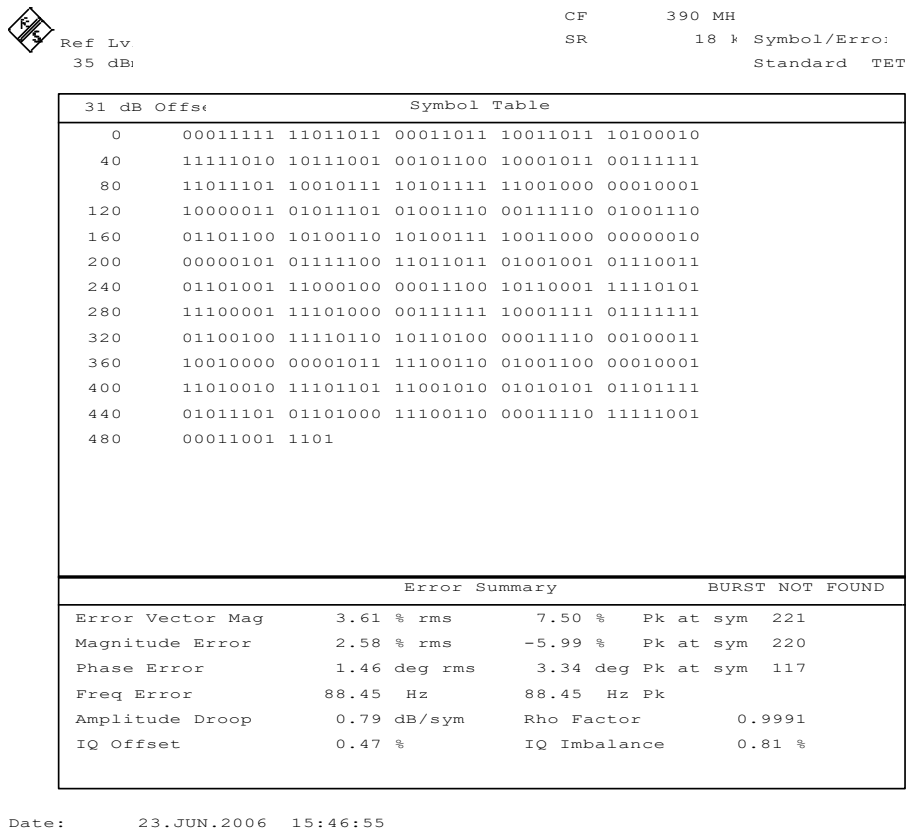 CF 390 MH
Ref Lv SR 18 k Symbol/Erro
35 dB Standard TET
31 dB Offs Symbol Table
0 00011111 11011011 00011011 10011011 10100010
40 11111010 10111001 00101100 10001011 00111111
80 11011101 10010111 10101111 11001000 00010001
120 10000011 01011101 01001110 00111110 01001110
160 01101100 10100110 10100111 10011000 00000010
200 00000101 01111100 11011011 01001001 01110011
240 01101001 11000100 00011100 10110001 11110101
280 11100001 11101000 00111111 10001111 01111111
320 01100100 11110110 10110100 00011110 00100011
360 10010000 00001011 11100110 01001100 00010001
400 11010010 11101101 11001010 01010101 01101111
440 01011101 01101000 11100110 00011110 11111001
480 00011001 1101
Error Summary BURST NOT FOUND
Error Vector Mag 3.61 % rms 7.50 % Pk at sym 221
Magnitude Error 2.58 % rms -5.99 % Pk at sym 220
Phase Error 1.46 deg rms 3.34 deg Pk at sym 117
Freq Error 88.45 Hz 88.45 Hz Pk
Amplitude Droop 0.79 dB/sym Rho Factor 0.9991
IQ Offset 0.47 % IQ Imbalance 0.81 %
Date: 23.JUN.2006 15:46:55